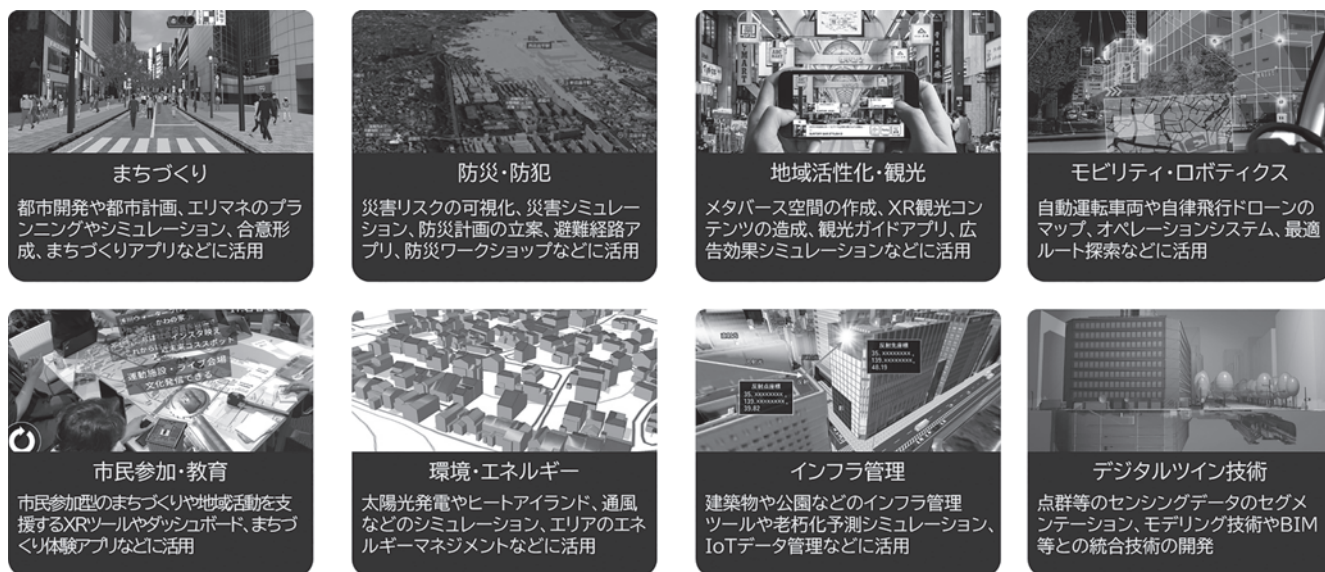 まちづくり
都市開発や都市計画、エリマネのプラ
ンニングやシミュレーション、合意形
成、まちづくりアプリなどに活用
防災・防犯
災害リスクの可視化、災害シミュレー
ション、防災計画の立案、避難経路ア
プリ、防災ワークショップなどに活用
地域活性化・観光
メタバース空間の作成、XR観光コン
テンツの造成、観光ガイドアプリ、広
告効果シミュレーションなどに活用
モビリティ・ロボティクス
自動運転車両や自律飛行ドローンの
マップ、オペレーションシステム、最適
ルート探索などに活用
運動施設・ライブ会場
文化発信できる
市民参加・教育
市民参加型のまちづくりや地域活動を支
援するXRツールやダッシュボード、まちづ
くり体験アプリなどに活用
環境・エネルギー
太陽光発電やヒートアイランド、通風
などのシミュレーション、エリアのエネ
ルギーマネジメントなどに活用
反射光座標
35.xxxxxxxx,
139.xxxxxxxx,
40.19
反射点座標
35.xxxxxxxx,
139.xxxxxxxx,
39.82
インフラ管理
建築物や公園などのインフラ管理
ツールや老朽化予測シミュレーション、
IoTデータ管理などに活用
デジタルツイン技術
点群等のセンシングデータのセグメ
ンテーション、モデリング技術やBIM
等との統合技術の開発